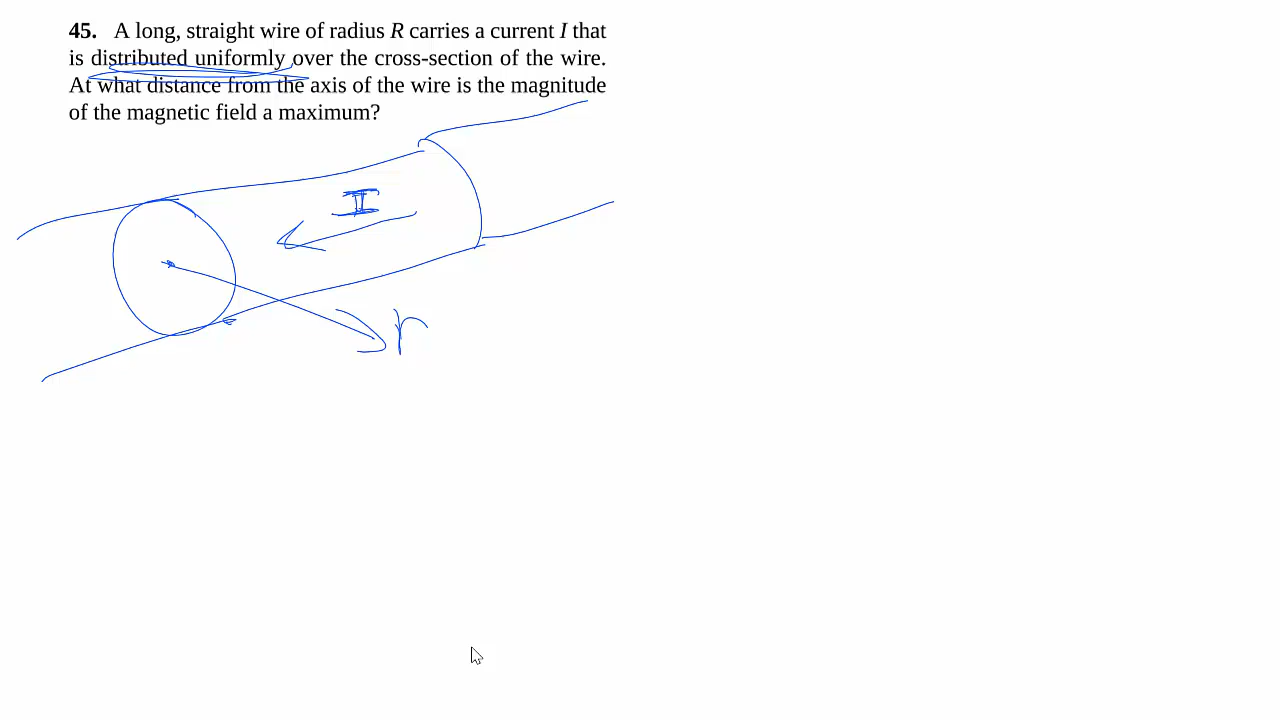 45. A long, straight wire of radius R carries a current I that
is distributed uniformly over the cross-section of the wire.
At what distance from the axis of the wire is the magnitude
of the magnetic field a maximum?
I
r